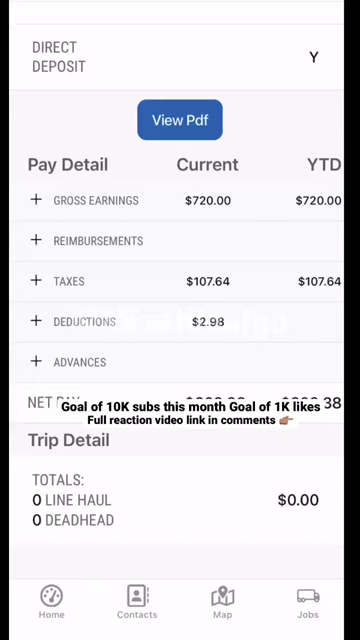 DIRECT
DEPOSIT Y
View Pdf
Pay Detail Current YTD
+ GROSS EARNINGS $720.00 $720.00
+ REIMBURSEMENTS
+ TAXES $107.64 $107.64
+ DEDUCTIONS $2.98
+ ADVANCES
NET 38
Goal of 10K subs this month Goal of 1K likes
Full reaction video link in comments 👉🏽
Trip Detail
TOTALS:
0 LINE HAUL $0.00
0 DEADHEAD
Home Contacts Map Jobs